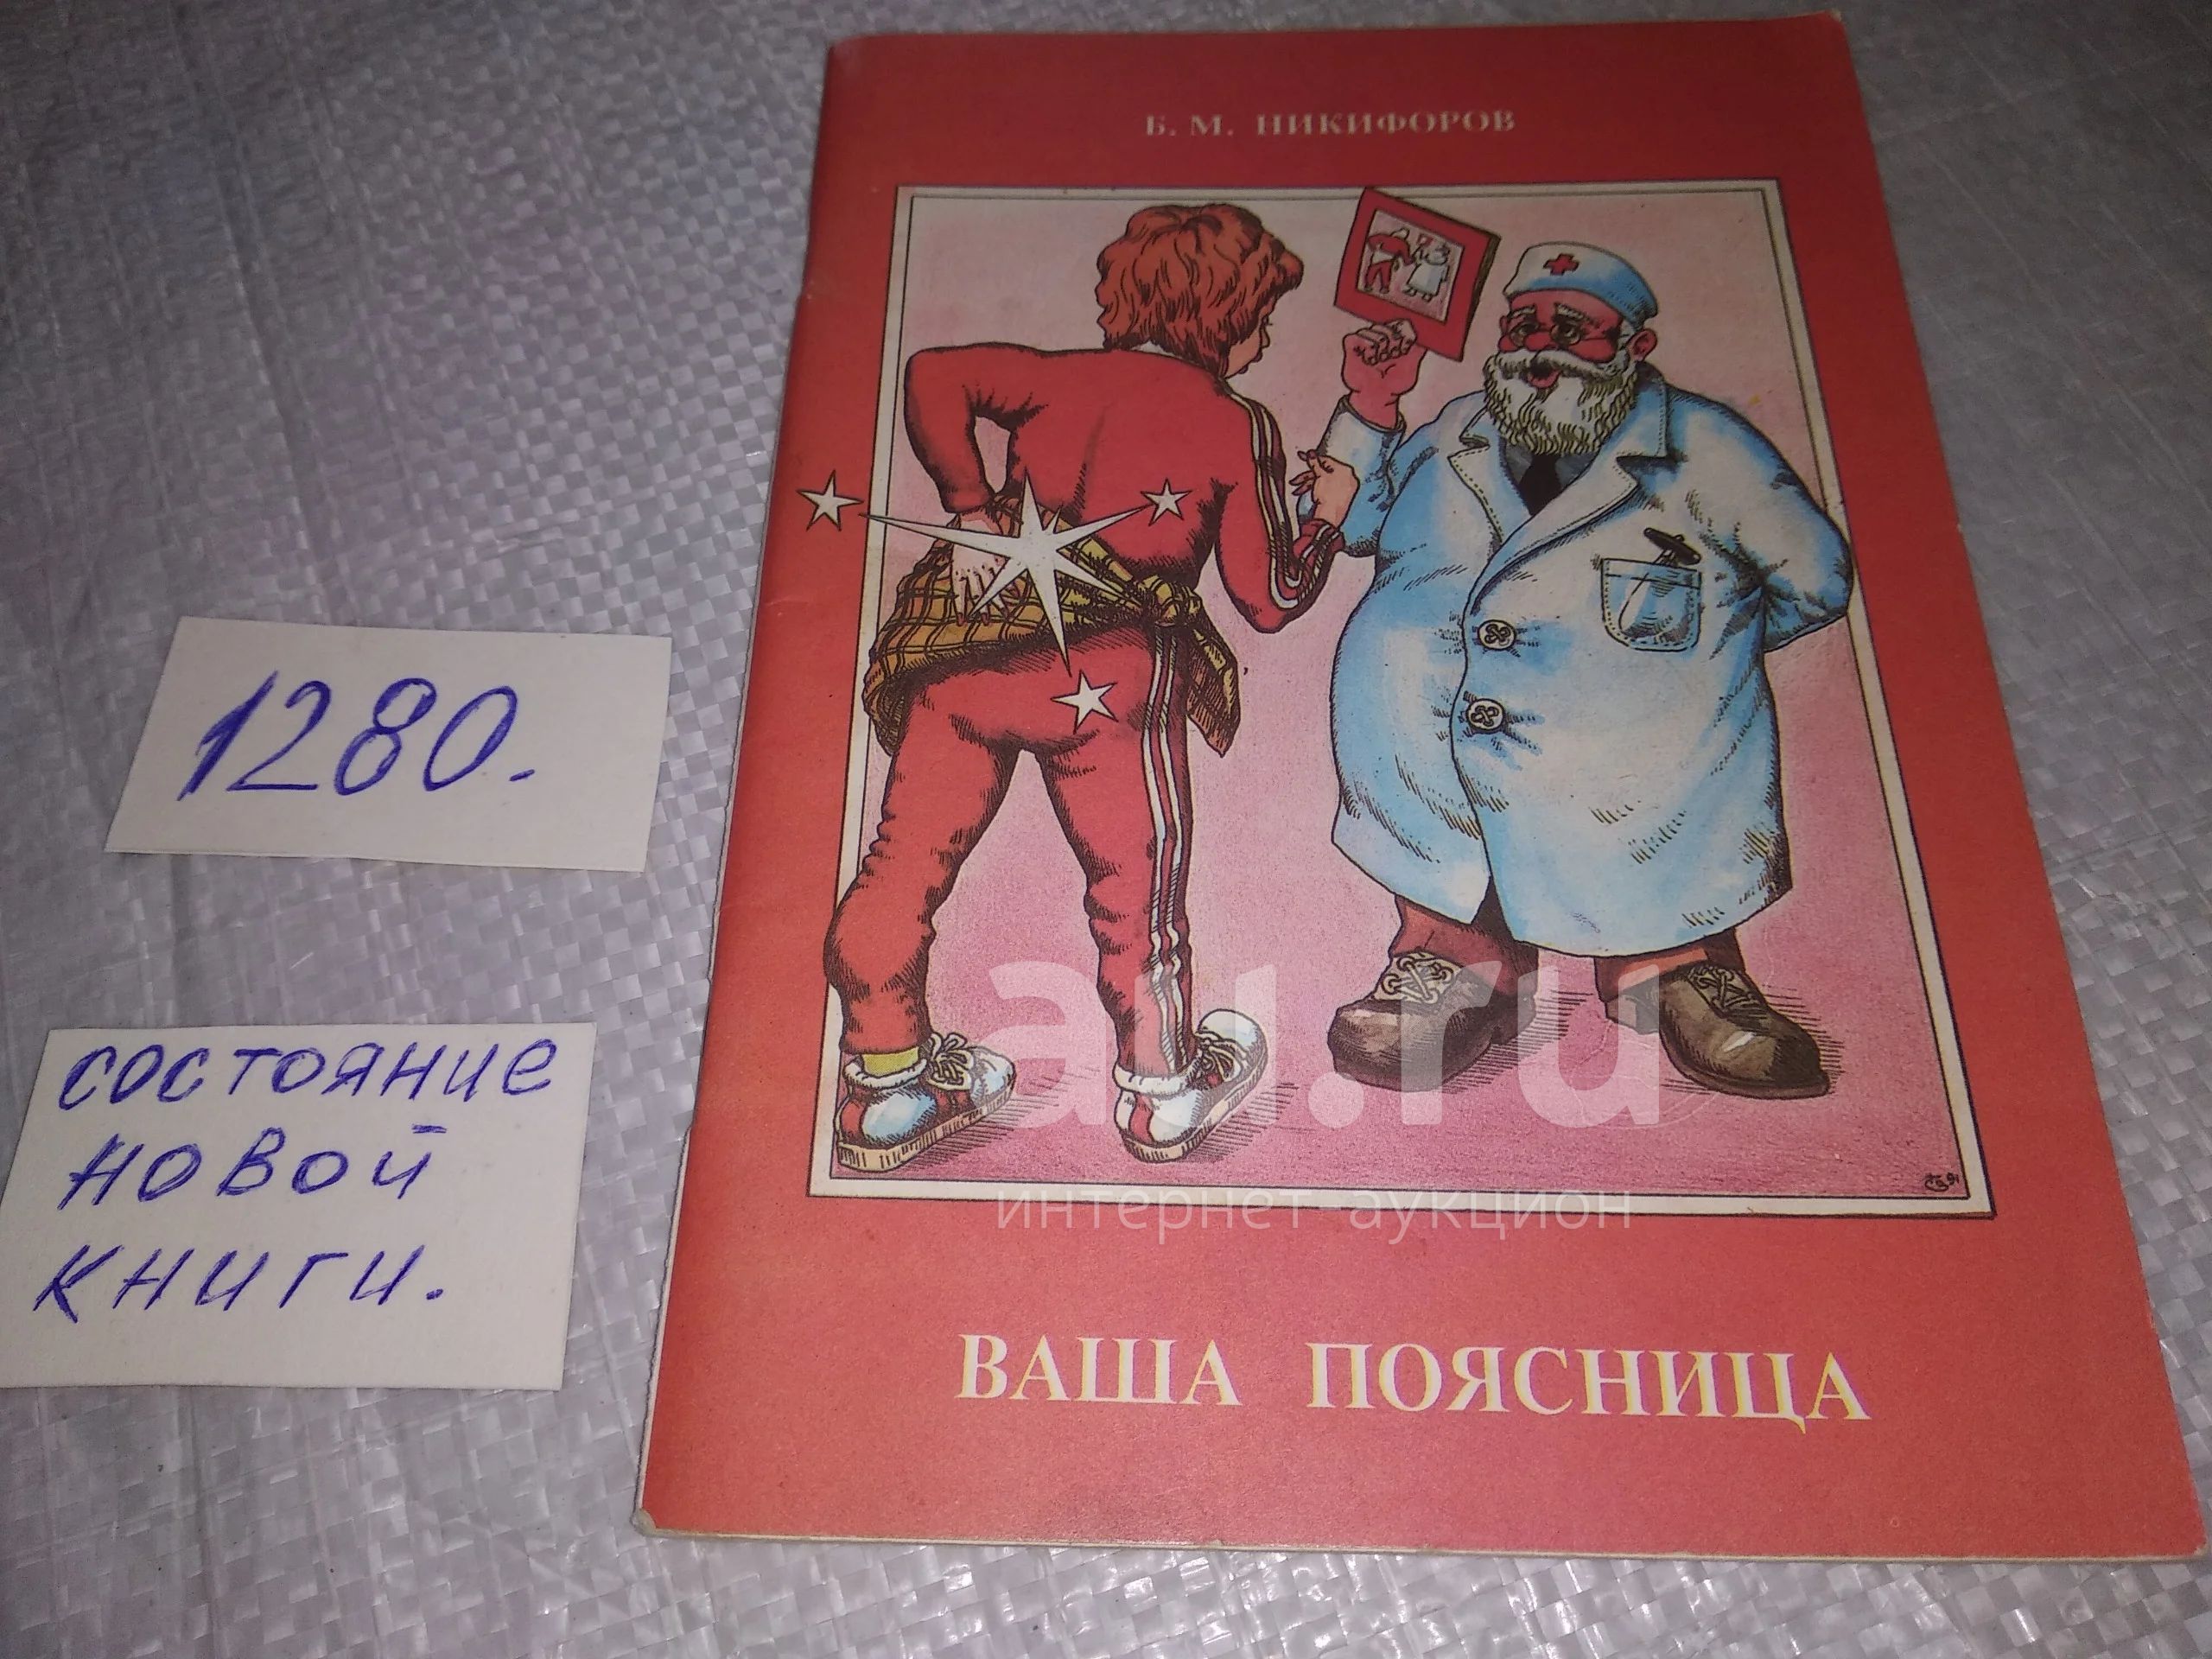 Б. М. НИКИФОРОВ
1280.
СОСТОЯНИЕ
НОВОЙ
КНИГИ.
au.ru
интернет-аукцион
ВАША ПОЯСНИЦА